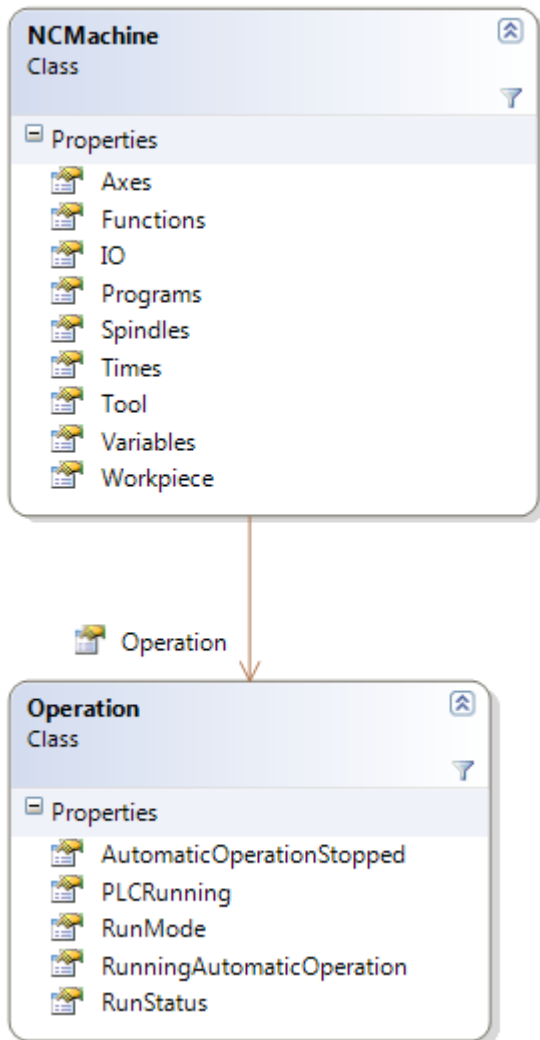 NCMachine
Class
Properties
Axes
Functions
IO
Programs
Spindles
Times
Tool
Variables
Workpiece
Operation
Operation
Class
Properties
AutomaticOperationStopped
PLCRunning
RunMode
RunningAutomaticOperation
RunStatus